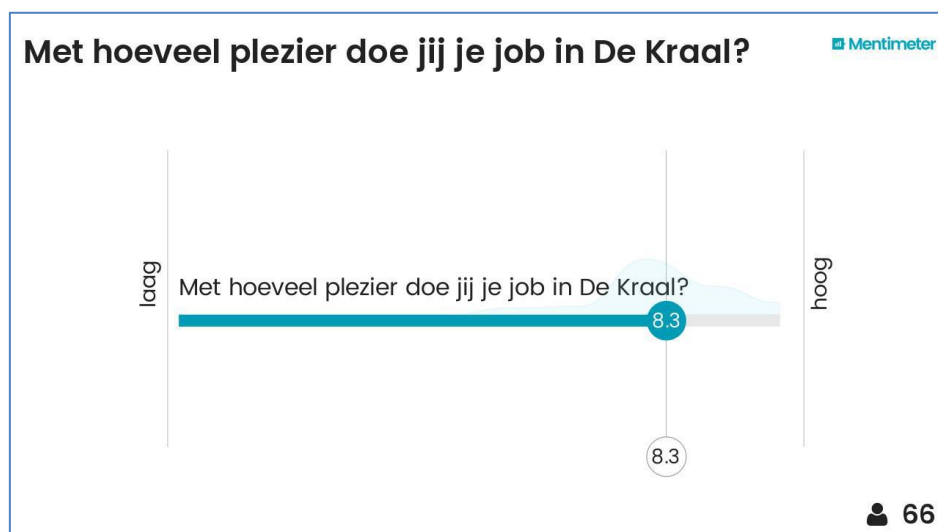 Met hoeveel plezier doe jij je job in De Kraal?
Mentimeter
laag
Met hoeveel plezier doe jij je job in De Kraal?
8.3
hoog
8.3
66